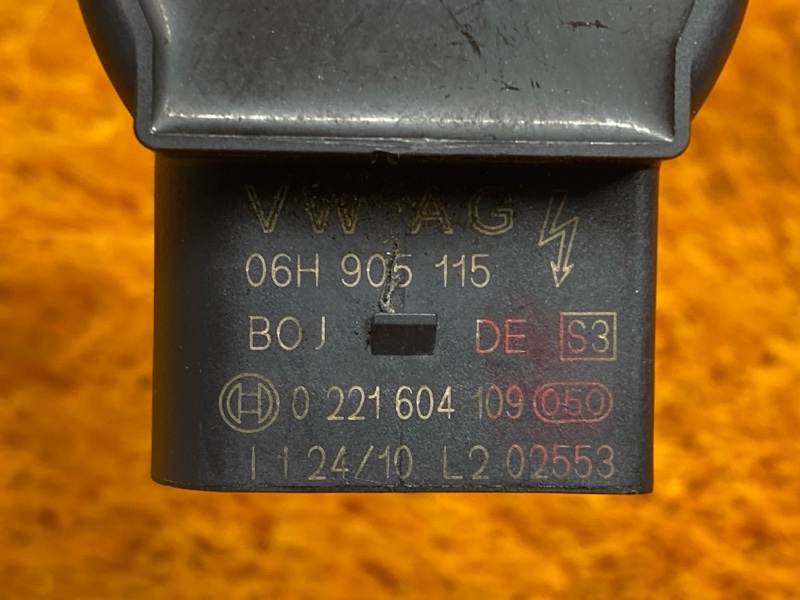 VW AG
06H 905 115
BOJ DE S3
0 221 604 109 050
I 1 24/10 L2 02553